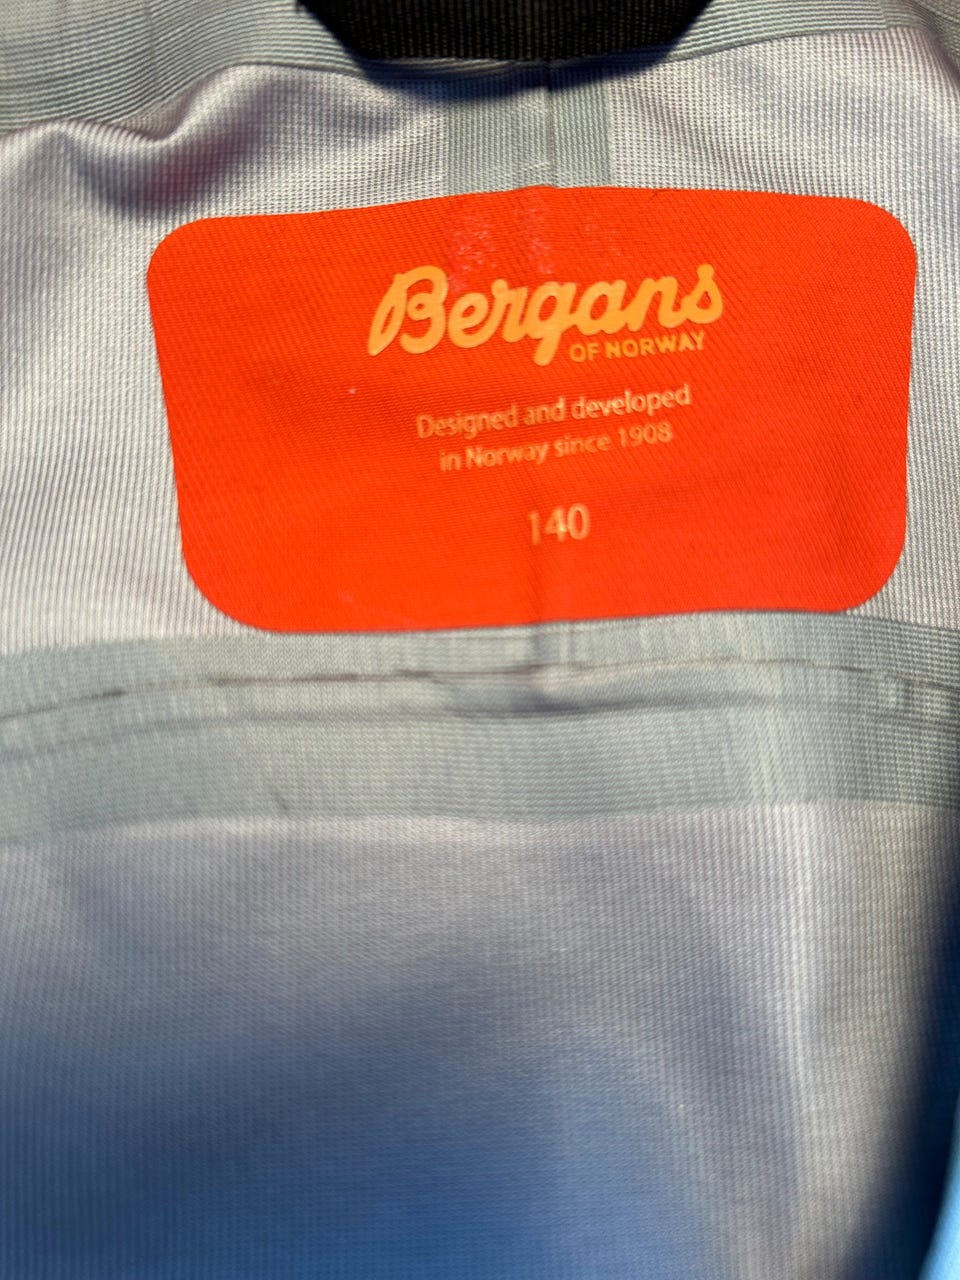 Bergans
OF NORWAY
Designed and developed
in Norway since 1908
140